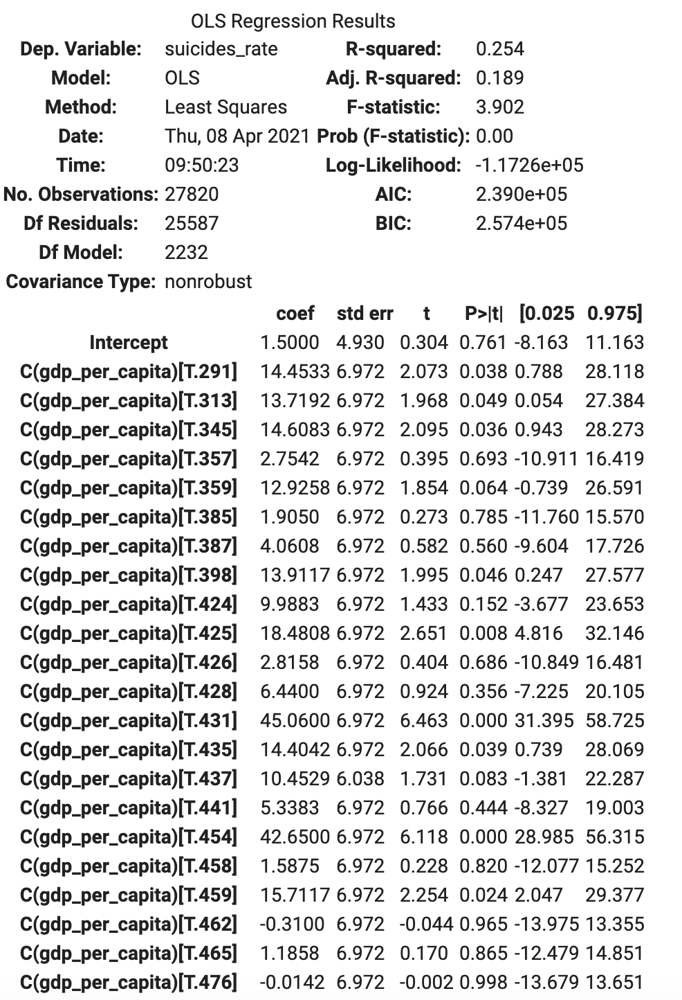 OLS Regression Results
Dep. Variable: suicides_rate R-squared: 0.254
Model: OLS Adj. R-squared: 0.189
Method: Least Squares F-statistic: 3.902
Date: Thu, 08 Apr 2021 Prob (F-statistic): 0.00
Time: 09:50:23 Log-Likelihood: -1.1726e+05
No. Observations: 27820 AIC: 2.390e+05
Df Residuals: 25587 BIC: 2.574e+05
Df Model: 2232
Covariance Type: nonrobust
coef std err t P>|t| [0.025 0.975]
Intercept 1.5000 4.930 0.304 0.761 -8.163 11.163
C(gdp_per_capita)[T.291] 14.4533 6.972 2.073 0.038 0.788 28.118
C(gdp_per_capita)[T.313] 13.7192 6.972 1.968 0.049 0.054 27.384
C(gdp_per_capita)[T.345] 14.6083 6.972 2.095 0.036 0.943 28.273
C(gdp_per_capita)[T.357] 2.7542 6.972 0.395 0.693 -10.911 16.419
C(gdp_per_capita)[T.359] 12.9258 6.972 1.854 0.064 -0.739 26.591
C(gdp_per_capita)[T.385] 1.9050 6.972 0.273 0.785 -11.760 15.570
C(gdp_per_capita)[T.387] 4.0608 6.972 0.582 0.560 -9.604 17.726
C(gdp_per_capita)[T.398] 13.9117 6.972 1.995 0.046 0.247 27.577
C(gdp_per_capita)[T.424] 9.9883 6.972 1.433 0.152 -3.677 23.653
C(gdp_per_capita)[T.425] 18.4808 6.972 2.651 0.008 4.816 32.146
C(gdp_per_capita)[T.426] 2.8158 6.972 0.404 0.686 -10.849 16.481
C(gdp_per_capita)[T.428] 6.4400 6.972 0.924 0.356 -7.225 20.105
C(gdp_per_capita)[T.431] 45.0600 6.972 6.463 0.000 31.395 58.725
C(gdp_per_capita)[T.435] 14.4042 6.972 2.066 0.039 0.739 28.069
C(gdp_per_capita)[T.437] 10.4529 6.038 1.731 0.083 -1.381 22.287
C(gdp_per_capita)[T.441] 5.3383 6.972 0.766 0.444 -8.327 19.003
C(gdp_per_capita)[T.454] 42.6500 6.972 6.118 0.000 28.985 56.315
C(gdp_per_capita)[T.458] 1.5875 6.972 0.228 0.820 -12.077 15.252
C(gdp_per_capita)[T.459] 15.7117 6.972 2.254 0.024 2.047 29.377
C(gdp_per_capita)[T.462] -0.3100 6.972 -0.044 0.965 -13.975 13.355
C(gdp_per_capita)[T.465] 1.1858 6.972 0.170 0.865 -12.479 14.851
C(gdp_per_capita)[T.476] -0.0142 6.972 -0.002 0.998 -13.679 13.651